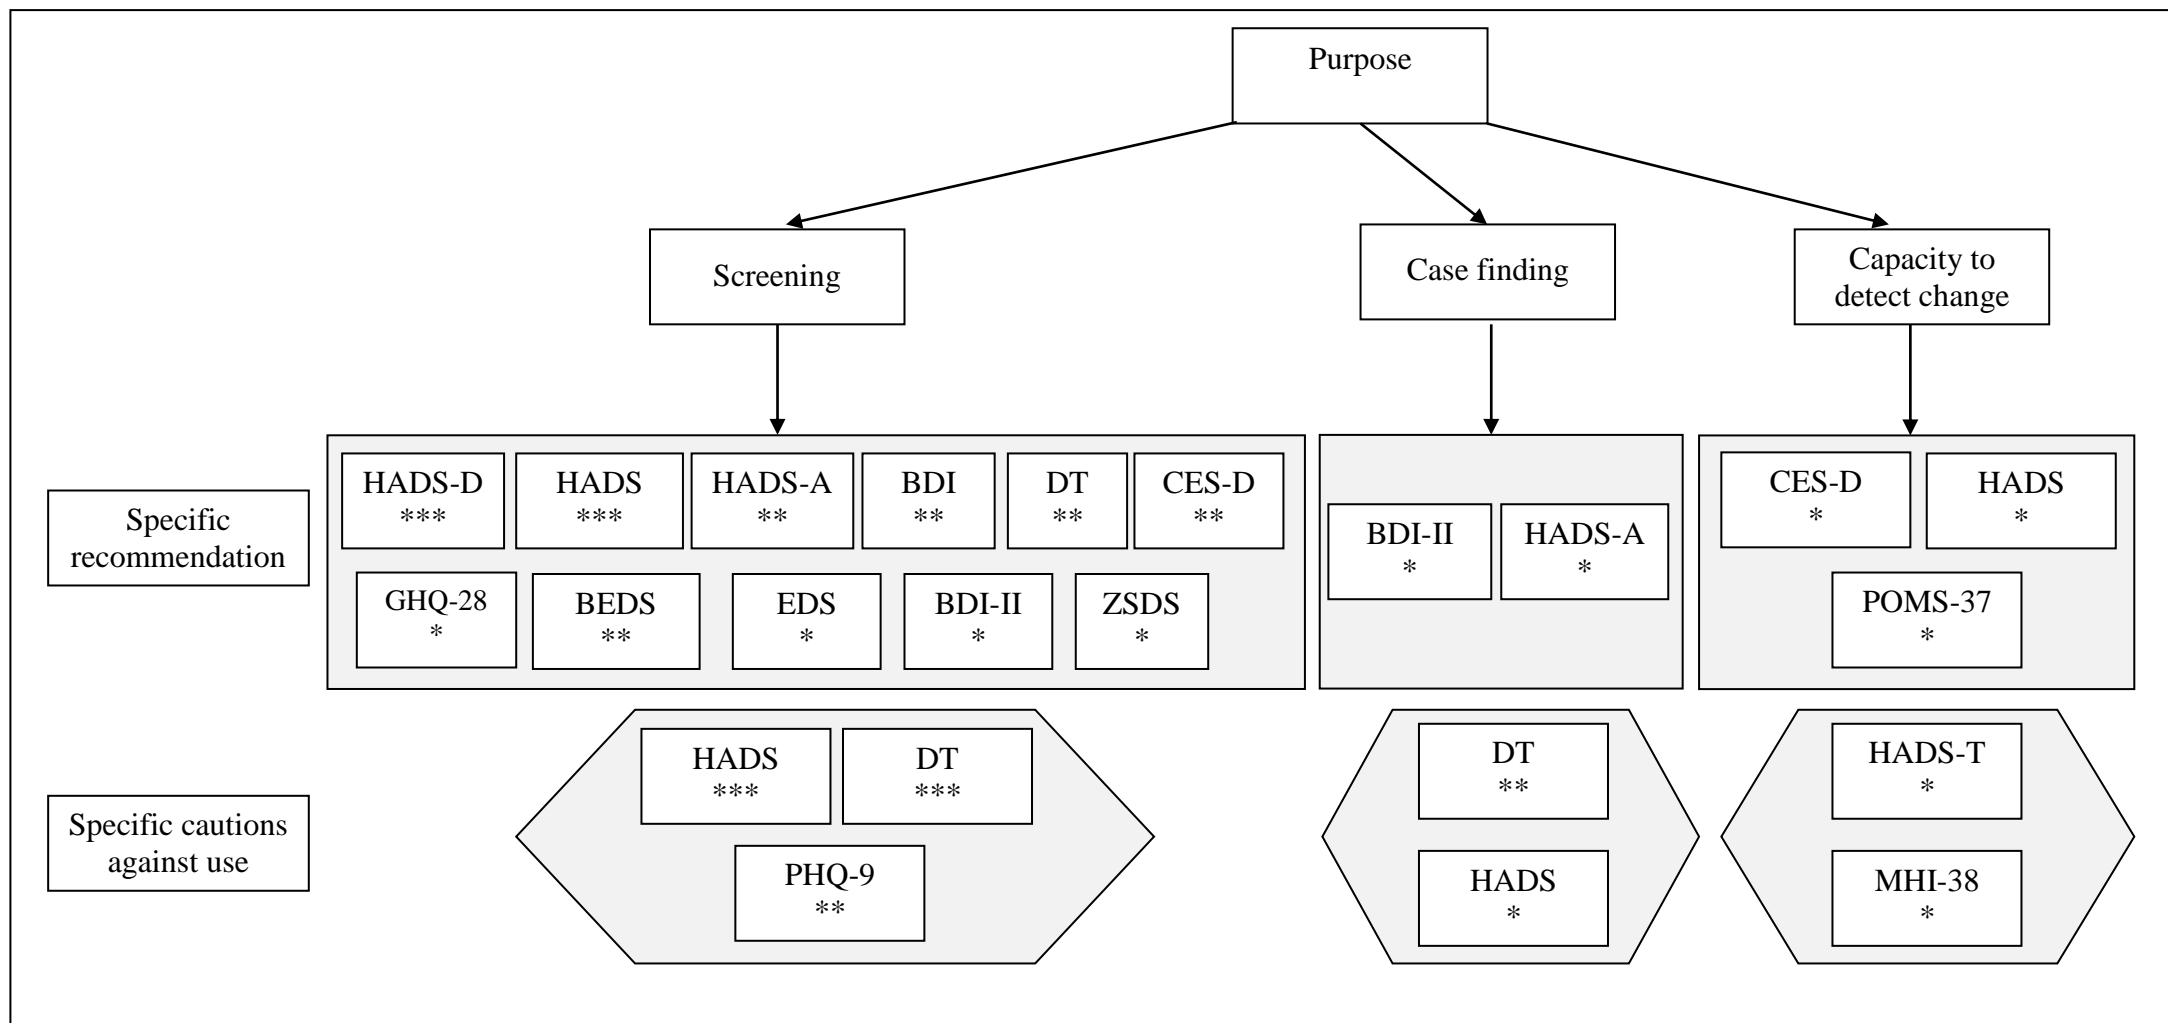 Purpose
Screening
Case finding
Capacity to
detect change
Specific
recommendation
HADS-D
***
HADS
***
HADS-A
**
BDI
**
DT
**
CES-D
**
GHQ-28
*
BEDS
**
EDS
*
BDI-II
*
ZSDS
*
BDI-II
*
HADS-A
*
CES-D
*
HADS
*
POMS-37
*
Specific cautions
against use
HADS
***
DT
***
PHQ-9
**
DT
**
HADS
*
HADS-T
*
MHI-38
*